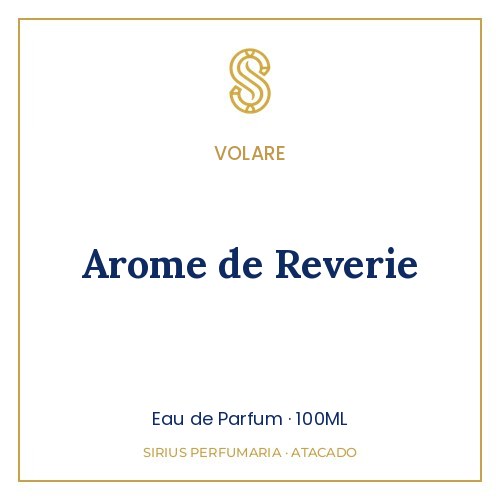 VOLARE
Arome de Reverie
Eau de Parfum · 100ML
SIRIUS PERFUMARIA · ATACADO